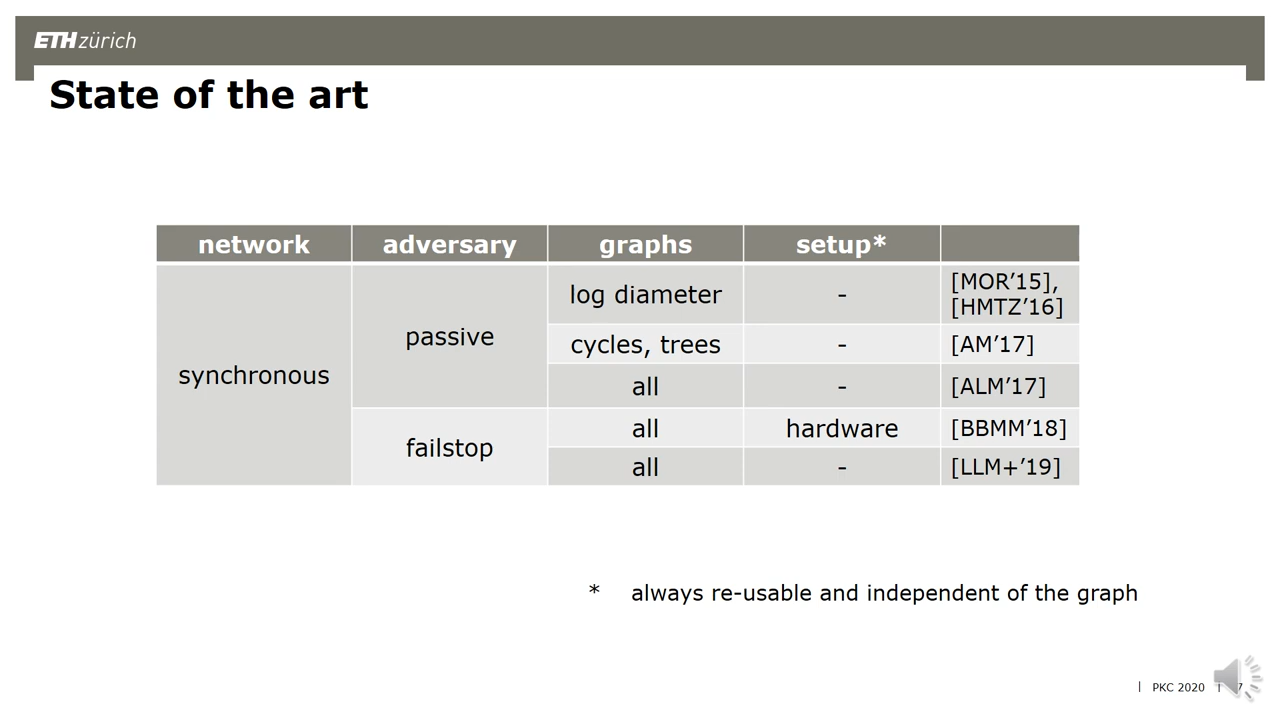 ETH zürich
State of the art
network adversary graphs setup*
synchronous
passive
log diameter - [MOR’15],
[HMTZ’16]
cycles, trees - [AM’17]
all - [ALM’17]
failstop
all hardware [BBMM’18]
all - [LLM+’19]
* always re-usable and independent of the graph
| PKC 2020 | 7